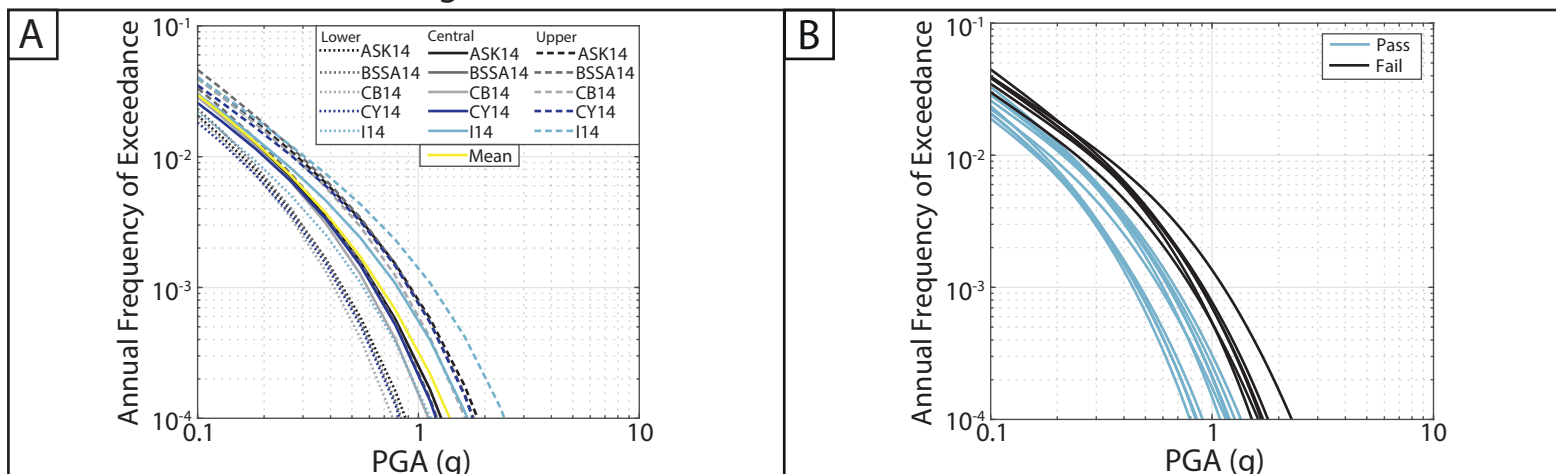 A
10-1
10-2
10-3
10-4
Annual Frequency of Exceedance
0.1
1
10
PGA (g)
Lower
Central
Upper
ASK14
ASK14
ASK14
BSSA14
BSSA14
BSSA14
CB14
CB14
CB14
CY14
CY14
CY14
I14
I14
I14
Mean
B
10-1
10-2
10-3
10-4
Annual Frequency of Exceedance
0.1
1
10
PGA (g)
Pass
Fail